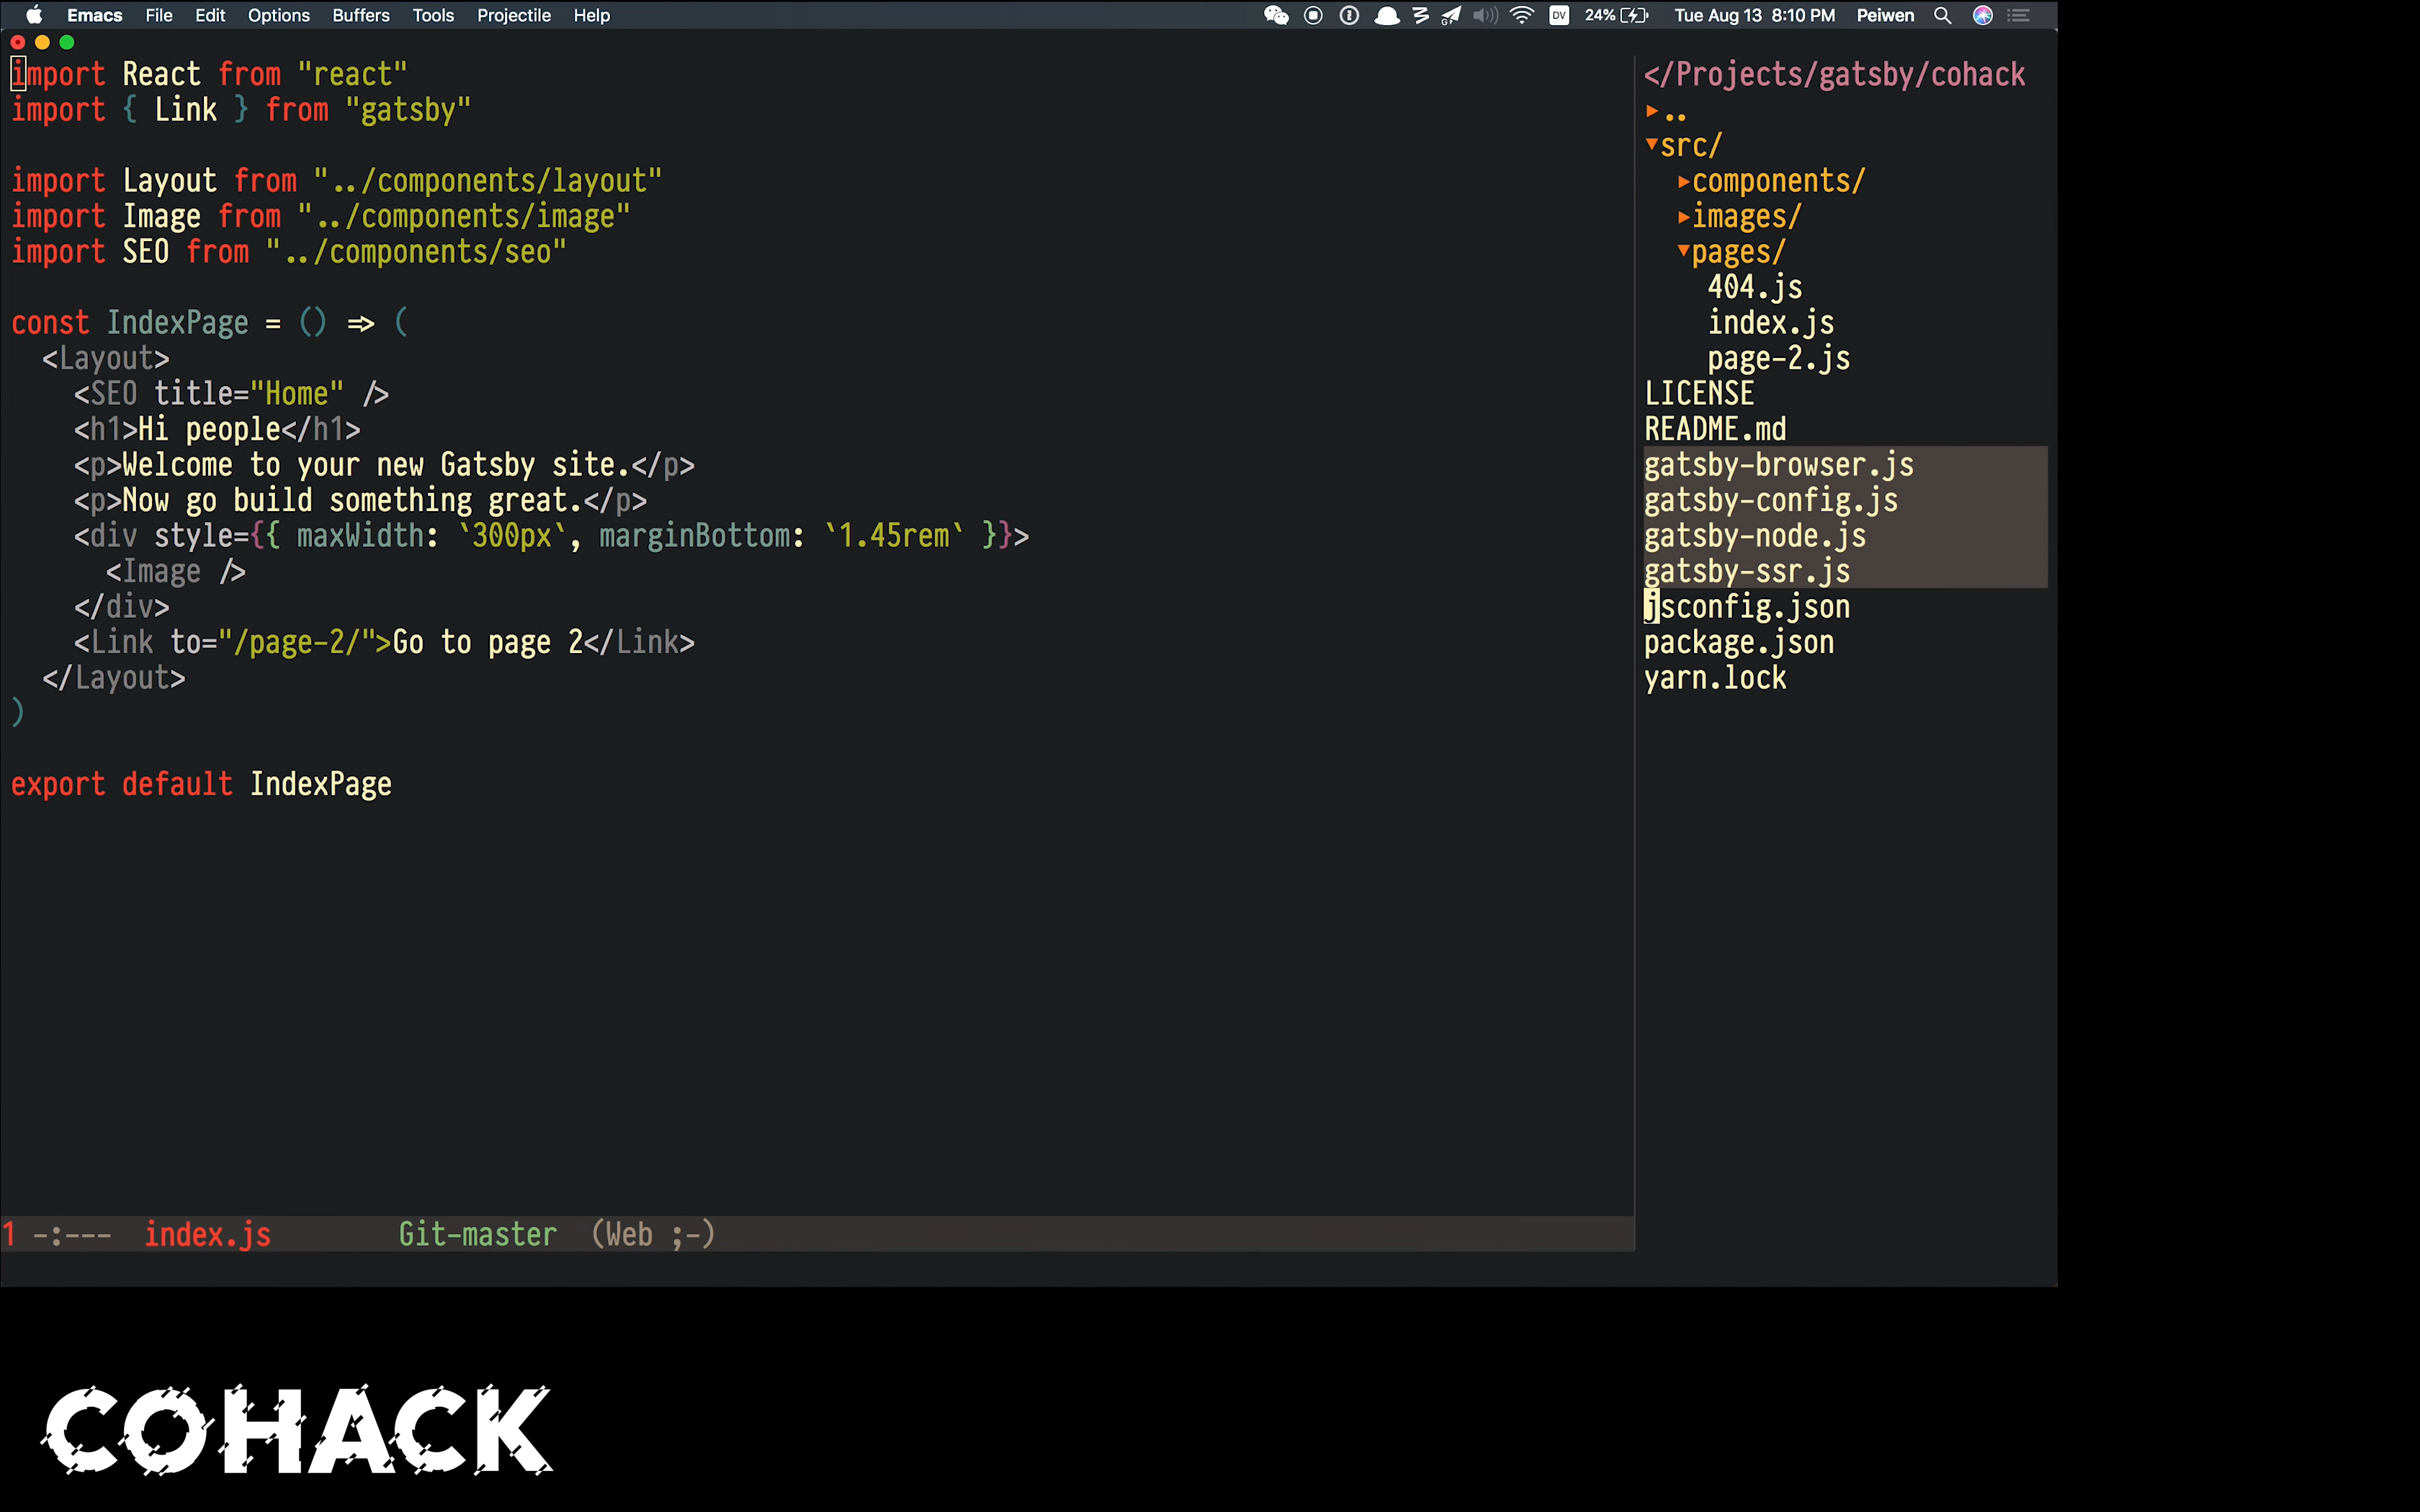 Emacs File Edit Options Buffers Tools Projectile Help
DV 24% Tue Aug 13 8:10 PM Peiwen
import React from "react"
import { Link } from "gatsby"
import Layout from "../components/layout"
import Image from "../components/image"
import SEO from "../components/seo"
const IndexPage = () => (
<Layout>
<SEO title="Home" />
<h1>Hi people</h1>
<p>Welcome to your new Gatsby site.</p>
<p>Now go build something great.</p>
<div style={{ maxWidth: `300px`, marginBottom: `1.45rem` }}>
<Image />
</div>
<Link to="/page-2/">Go to page 2</Link>
</Layout>
)
export default IndexPage
1 -:--- index.js Git-master (Web ;-)
</Projects/gatsby/cohack
▸..
▾src/
▸components/
▸images/
▾pages/
404.js
index.js
page-2.js
LICENSE
README.md
gatsby-browser.js
gatsby-config.js
gatsby-node.js
gatsby-ssr.js
jsconfig.json
package.json
yarn.lock
COHACK